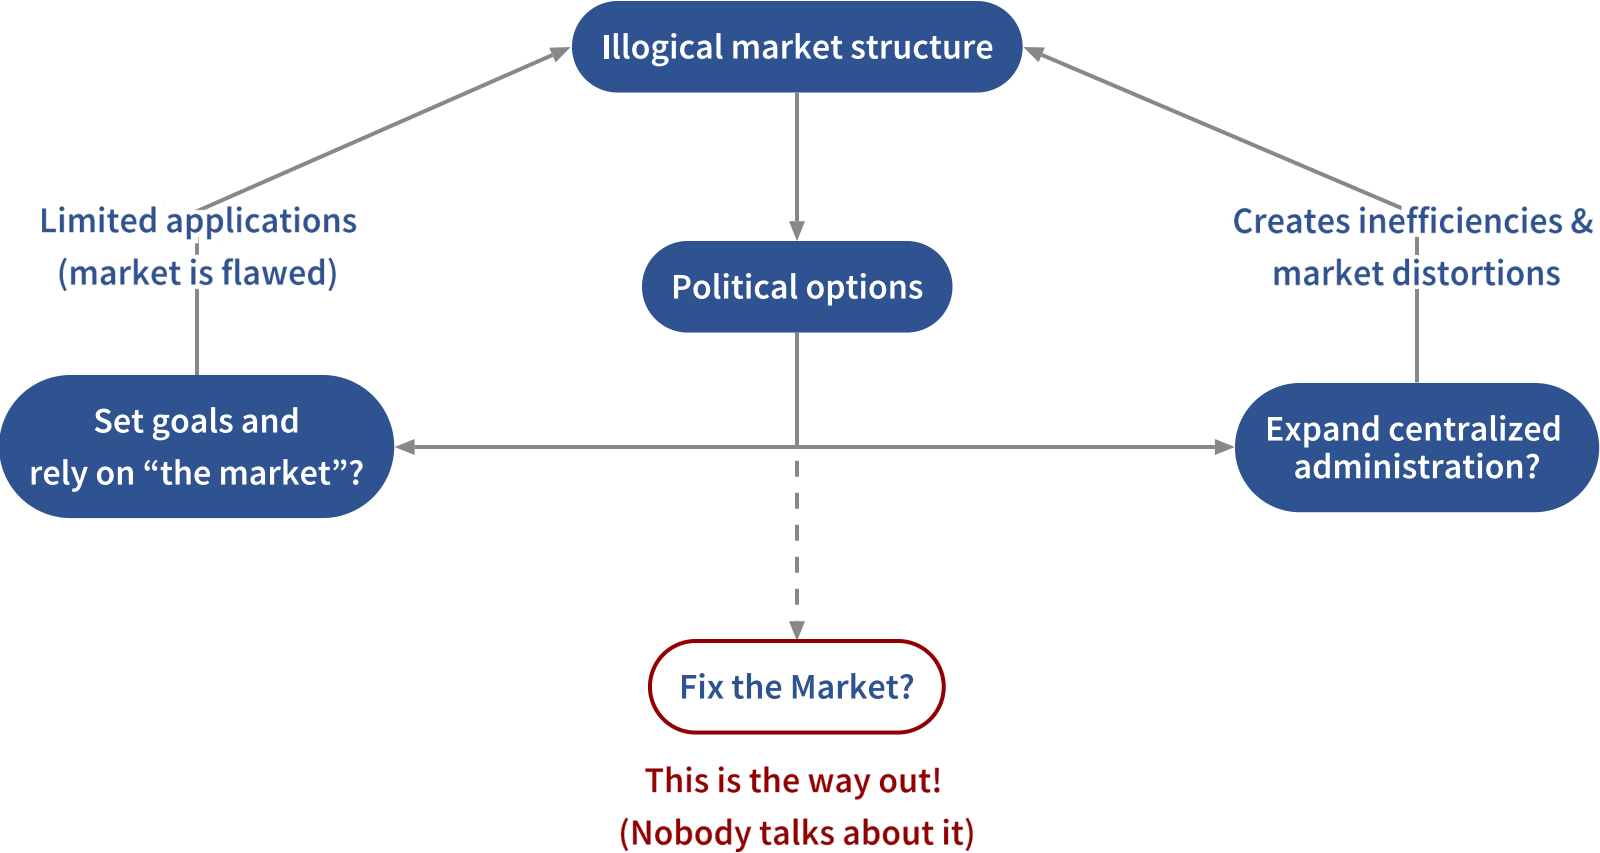 Illogical market structure
Limited applications
(market is flawed)
Political options
Creates inefficiencies &
market distortions
Set goals and
rely on “the market”?
Expand centralized
administration?
Fix the Market?
This is the way out!
(Nobody talks about it)